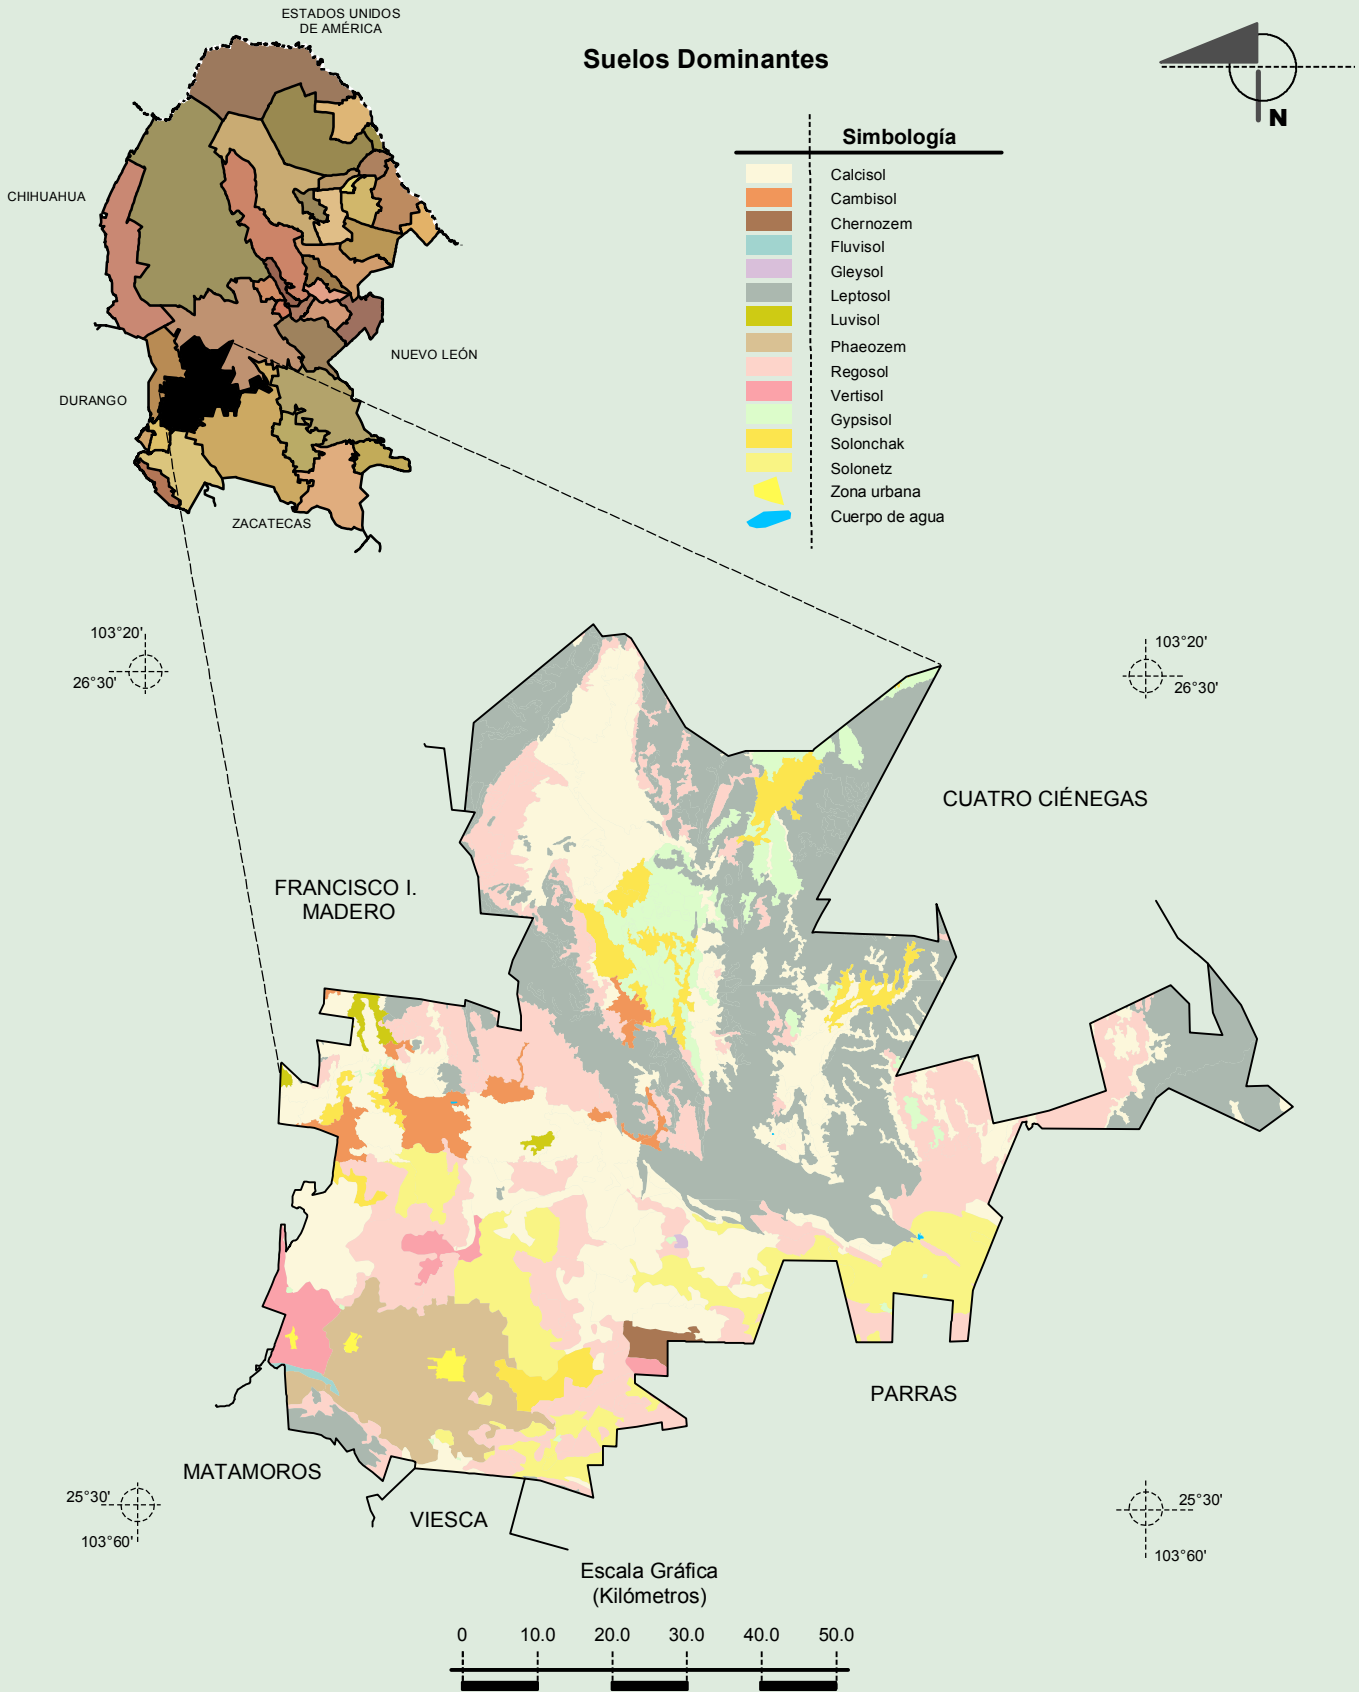 ESTADOS UNIDOS
DE AMÉRICA
Suelos Dominantes
N
Simbología
Calcisol
Cambisol
Chernozem
Fluvisol
Gleysol
Leptosol
Luvisol
Phaeozem
Regosol
Vertisol
Gypsisol
Solonchak
Solonetz
Zona urbana
Cuerpo de agua
CHIHUAHUA
NUEVO LEÓN
DURANGO
ZACATECAS
103°20'
26°30'
103°20'
26°30'
CUATRO CIÉNEGAS
FRANCISCO I.
MADERO
PARRAS
MATAMOROS
VIESCA
25°30'
103°60'
25°30'
103°60'
Escala Gráfica
(Kilómetros)
0 10.0 20.0 30.0 40.0 50.0